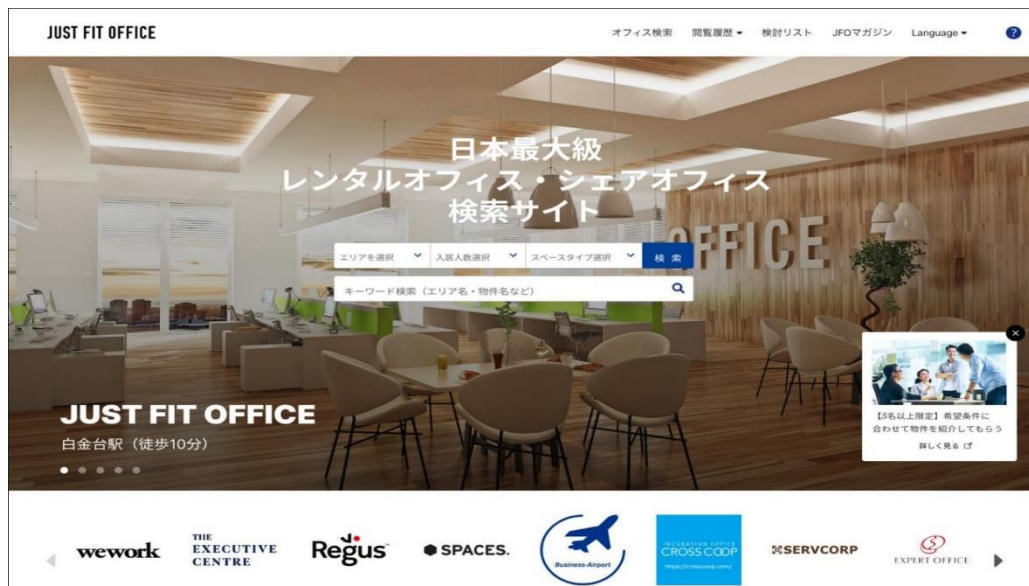 JUST FIT OFFICE
オフィス検索 閲覧履歴 検討リスト JFOマガジン Language ?
日本最大級
レンタルオフィス・シェアオフィス
検索サイト
OFFICE
エリアを選択 入居人数選択 スペースタイプ選択 検 索
キーワード検索（エリア名・物件名など）
JUST FIT OFFICE
白金台駅（徒歩10分）
【5名以上限定】希望条件に
合わせて物件を紹介してもらう
詳しく見る
wework
THE
EXECUTIVE
CENTRE
Regus
SPACES.
Business-Airport
INCUBATION OFFICE
CROSSCOOP
https://crosscoop.com/
SERVCORP
EXPERT OFFICE